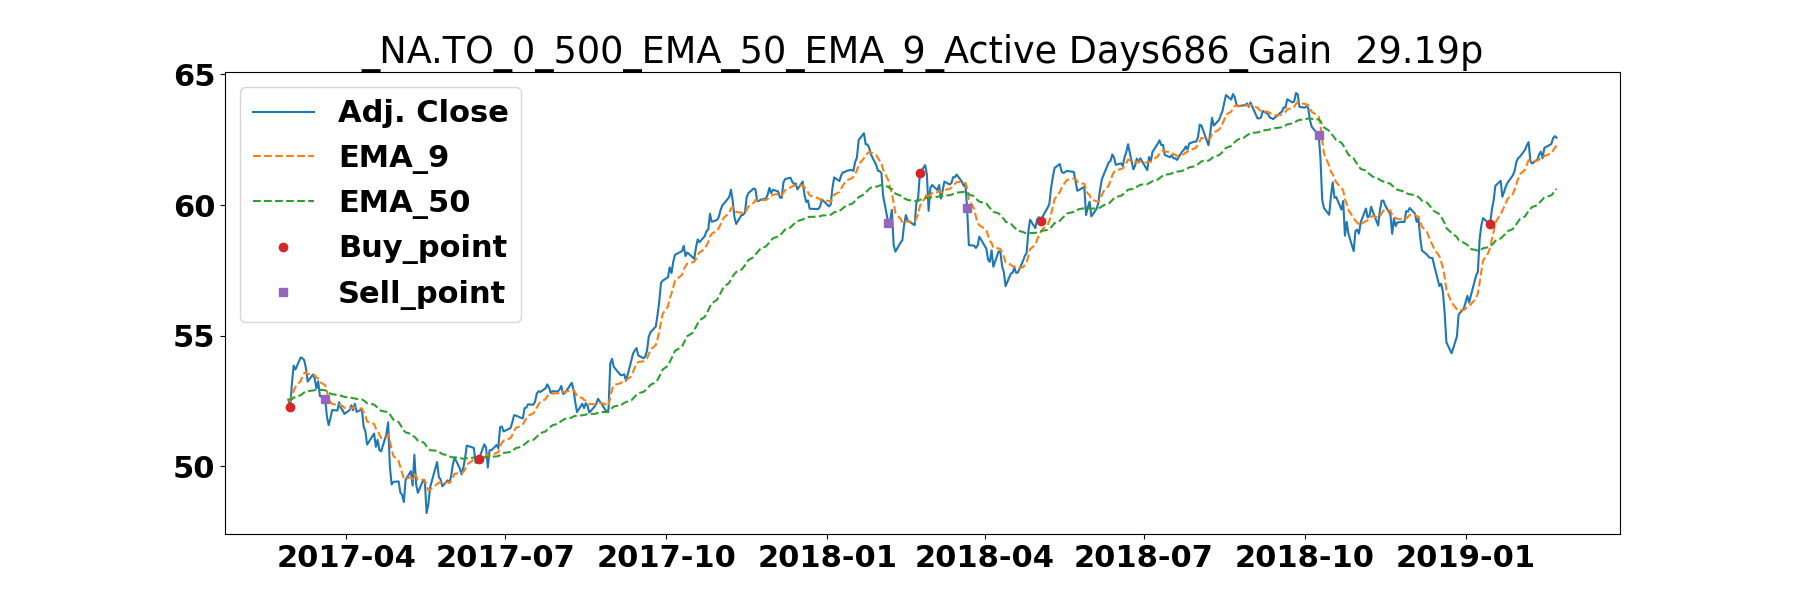 _NA.TO_0_500_EMA_50_EMA_9_Active Days686_Gain  29.19p
65
60
55
50
Adj. Close
EMA_9
EMA_50
Buy_point
Sell_point
2017-04 2017-07 2017-10 2018-01 2018-04 2018-07 2018-10 2019-01